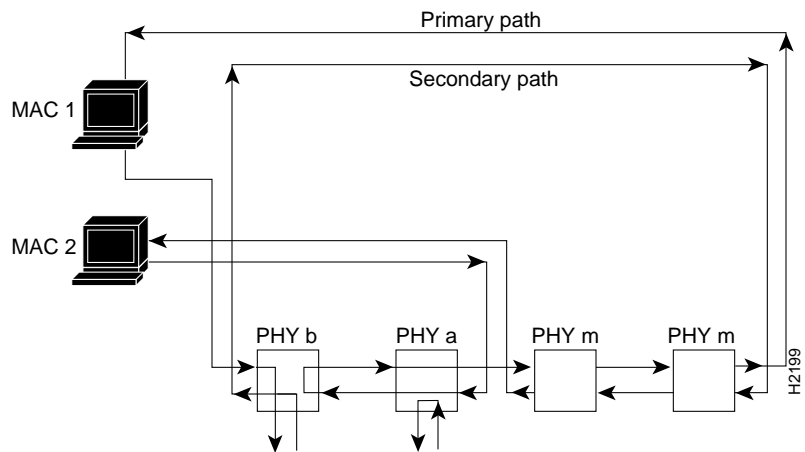 Primary path
Secondary path
MAC 1
MAC 2
PHY b
PHY a
PHY m
PHY m
H2199